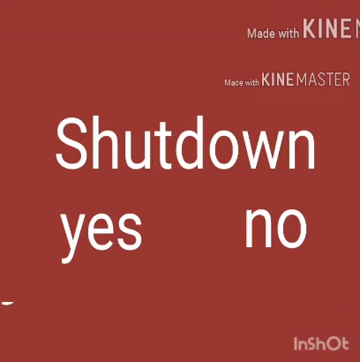 Made with KINE
Made with KINEMASTER
Shutdown
yes no
InShOt